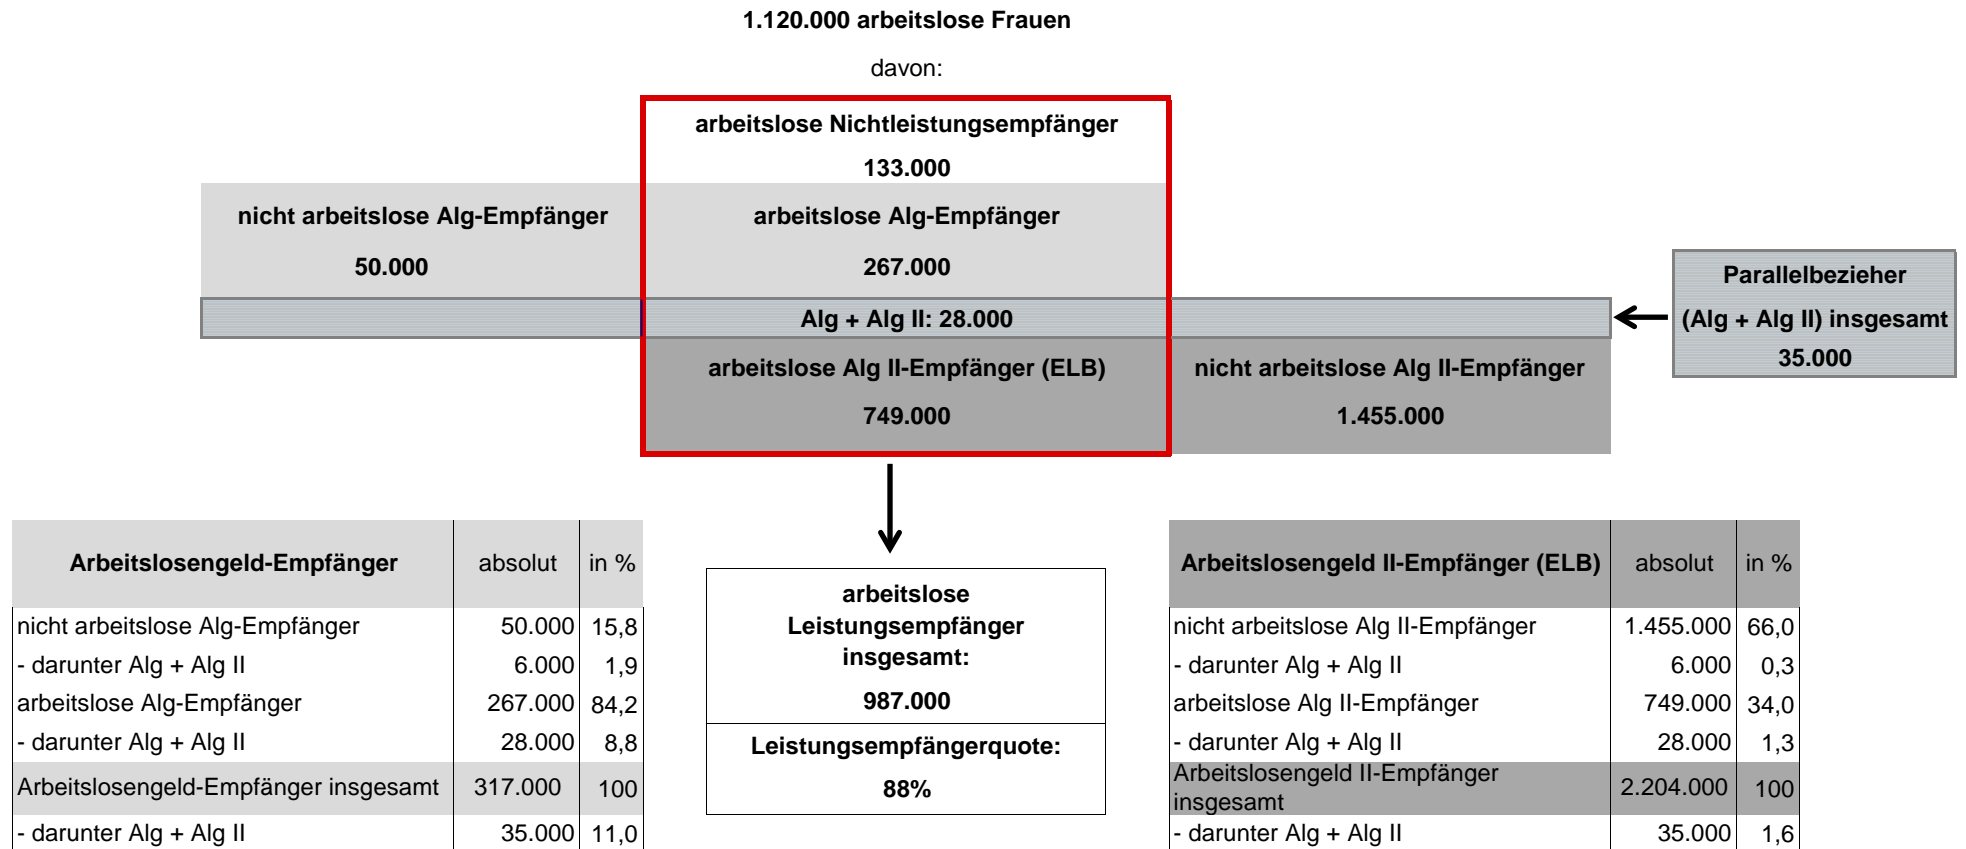 1.120.000 arbeitslose Frauen
davon:
arbeitslose Nichtleistungsempfänger
133.000
nicht arbeitslose Alg-Empfänger
50.000
arbeitslose Alg-Empfänger
267.000
Alg + Alg II: 28.000
Parallelbezieher
(Alg + Alg II) insgesamt
35.000
arbeitslose Alg II-Empfänger (ELB)
749.000
nicht arbeitslose Alg II-Empfänger
1.455.000
Arbeitslosengeld-Empfänger absolut in %
nicht arbeitslose Alg-Empfänger 50.000 15,8
- darunter Alg + Alg II 6.000 1,9
arbeitslose Alg-Empfänger 267.000 84,2
- darunter Alg + Alg II 28.000 8,8
Arbeitslosengeld-Empfänger insgesamt 317.000 100
- darunter Alg + Alg II 35.000 11,0
arbeitslose
Leistungsempfänger
insgesamt:
987.000
Leistungsempfängerquote:
88%
Arbeitslosengeld II-Empfänger (ELB) absolut in %
nicht arbeitslose Alg II-Empfänger 1.455.000 66,0
- darunter Alg + Alg II 6.000 0,3
arbeitslose Alg II-Empfänger 749.000 34,0
- darunter Alg + Alg II 28.000 1,3
Arbeitslosengeld II-Empfänger
insgesamt 2.204.000 100
- darunter Alg + Alg II 35.000 1,6